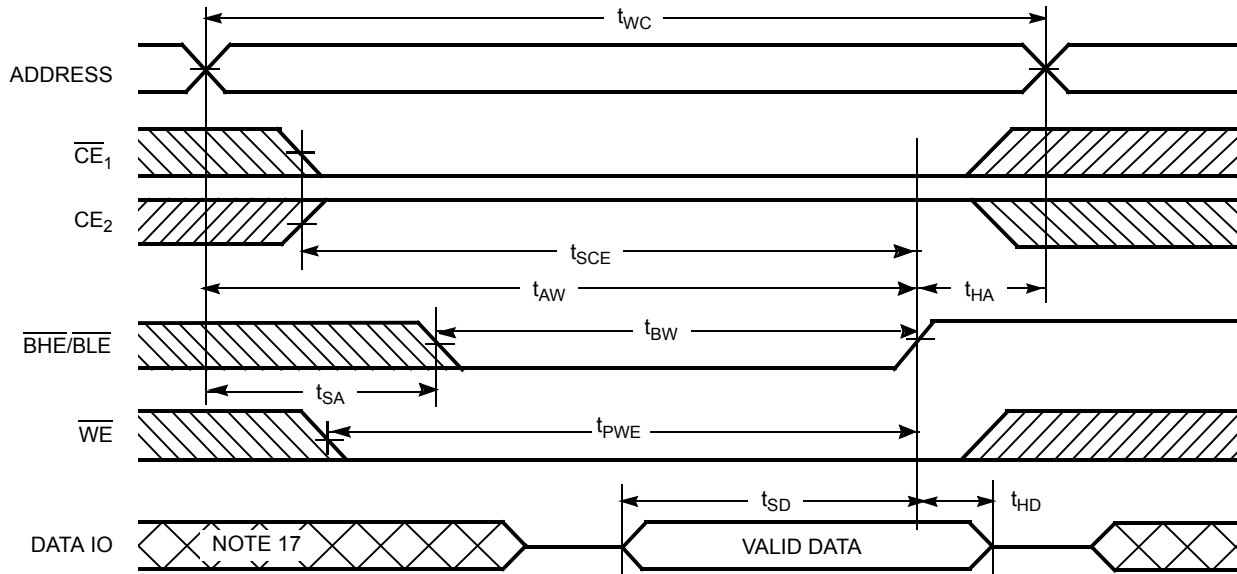 tWC
ADDRESS
CE1
CE2
tSCE
tAW
tHA
BHE/BLE
tBW
tSA
WE
tPWE
tSD
tHD
DATA IO
NOTE 17
VALID DATA